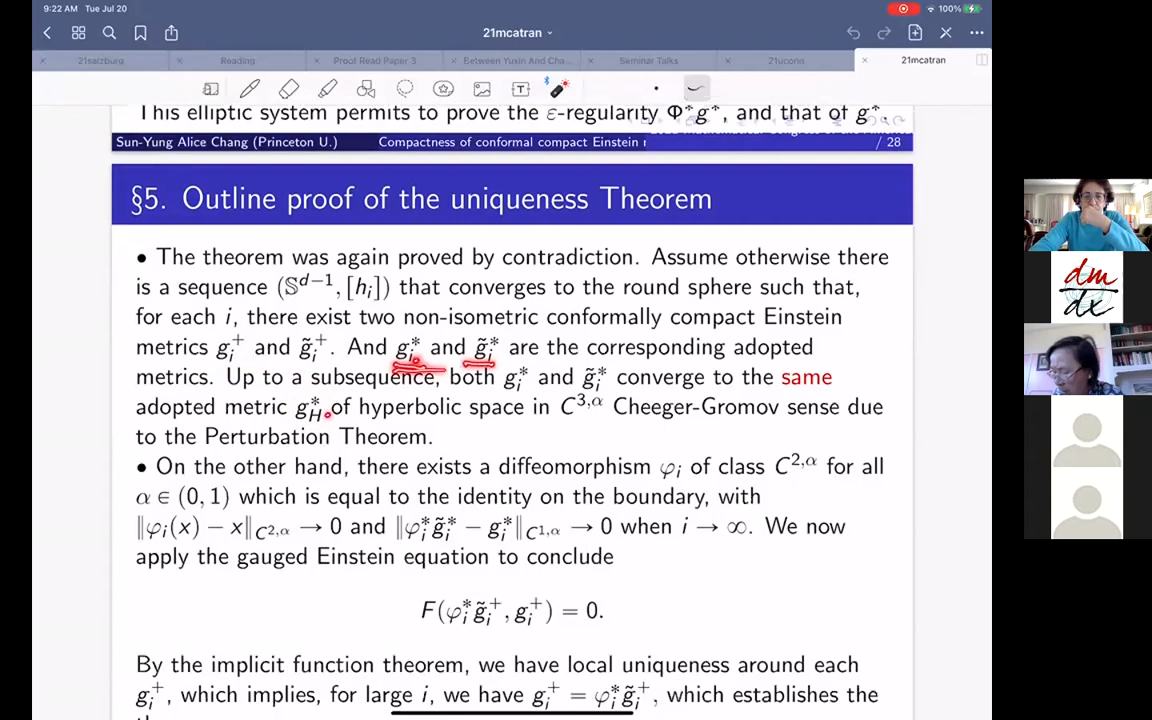 9:22 AM Tue Jul 20
100%
21mcatran
21salzburg
Reading
Proof Read Paper 3
Between Yuxin And Cha...
Seminar Talks
21uconn
21mcatran
This elliptic system permits to prove the ε-regularity Φ*g*, and that of g*.
Sun-Yung Alice Chang (Princeton U.) Compactness of conformal compact Einstein / 28
§5. Outline proof of the uniqueness Theorem
• The theorem was again proved by contradiction. Assume otherwise there
is a sequence (𝕊^{d−1}, [h_i]) that converges to the round sphere such that,
for each i, there exist two non-isometric conformally compact Einstein
metrics g_i^+ and g̃_i^+. And g_i^* and g̃_i^* are the corresponding adopted
metrics. Up to a subsequence, both g_i^* and g̃_i^* converge to the same
adopted metric g_H^* of hyperbolic space in C^{3,α} Cheeger-Gromov sense due
to the Perturbation Theorem.
• On the other hand, there exists a diffeomorphism φ_i of class C^{2,α} for all
α ∈ (0, 1) which is equal to the identity on the boundary, with
‖φ_i(x) − x‖_{C^{2,α}} → 0 and ‖φ_i^* g̃_i^* − g_i^*‖_{C^{1,α}} → 0 when i → ∞. We now
apply the gauged Einstein equation to conclude
F(φ_i^* g̃_i^+, g_i^+) = 0.
By the implicit function theorem, we have local uniqueness around each
g_i^+, which implies, for large i, we have g_i^+ = φ_i^* g̃_i^+, which establishes the
dm
dx